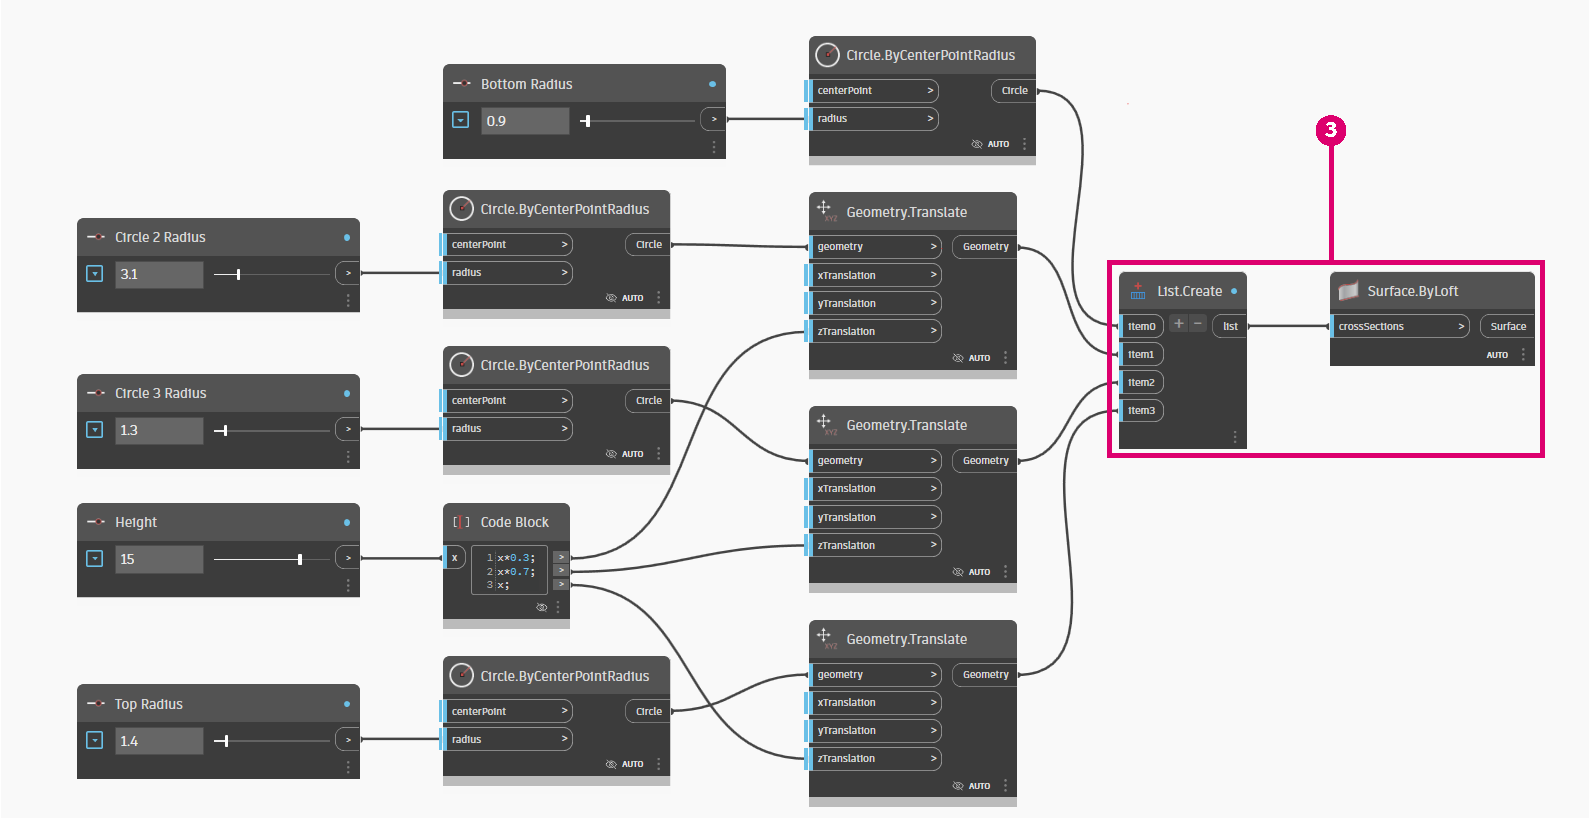 Circle.ByCenterPointRadius
centerPoint >
Circle
radius >
AUTO
Bottom Radius
0.9
>
3
Circle.ByCenterPointRadius
centerPoint >
Circle
radius >
AUTO
Geometry.Translate
XYZ
geometry >
Geometry
xTranslation >
yTranslation >
zTranslation >
AUTO
Circle 2 Radius
3.1
>
List.Create
item0
+ −
list
item1
item2
item3
Surface.ByLoft
crossSections >
Surface
AUTO
Circle.ByCenterPointRadius
centerPoint >
Circle
radius >
AUTO
Circle 3 Radius
1.3
>
Geometry.Translate
XYZ
geometry >
Geometry
xTranslation >
yTranslation >
zTranslation >
AUTO
Height
15
>
[ ] Code Block
x
1 x*0.3; >
2 x*0.7; >
3 x; >
Geometry.Translate
XYZ
geometry >
Geometry
xTranslation >
yTranslation >
zTranslation >
AUTO
Circle.ByCenterPointRadius
centerPoint >
Circle
radius >
AUTO
Top Radius
1.4
>